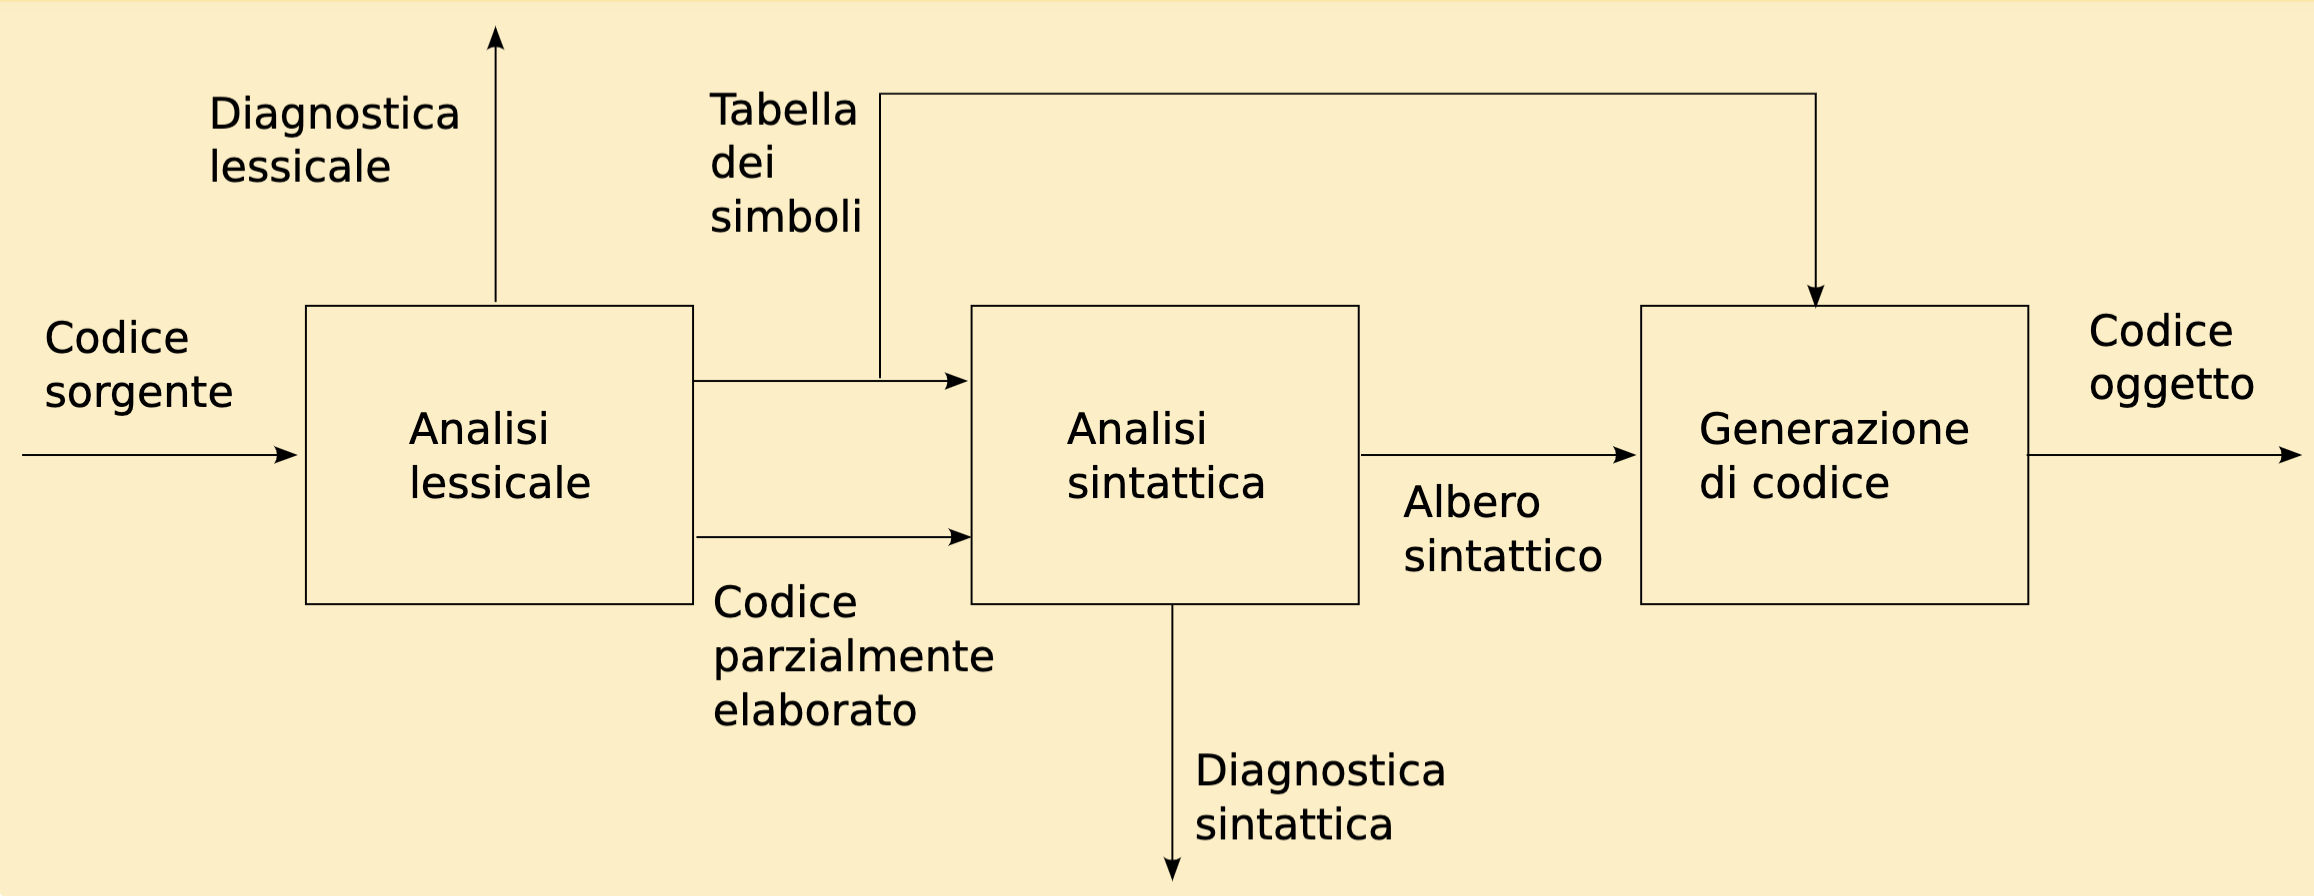 Diagnostica
lessicale
Tabella
dei
simboli
Codice
sorgente
Analisi
lessicale
Analisi
sintattica
Generazione
di codice
Codice
oggetto
Albero
sintattico
Codice
parzialmente
elaborato
Diagnostica
sintattica